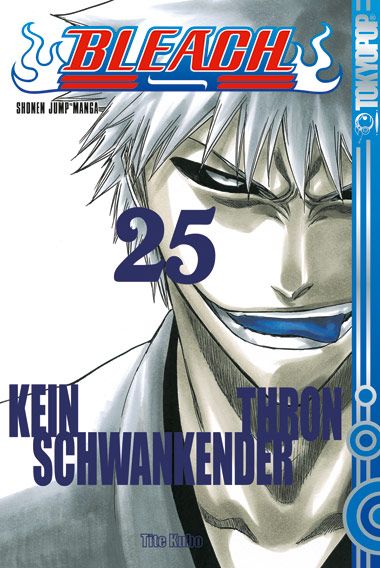 BLEACH
SHONEN JUMP MANGA
TOKYOPOP
25
KEIN THRON
SCHWANKENDER
Tite Kubo